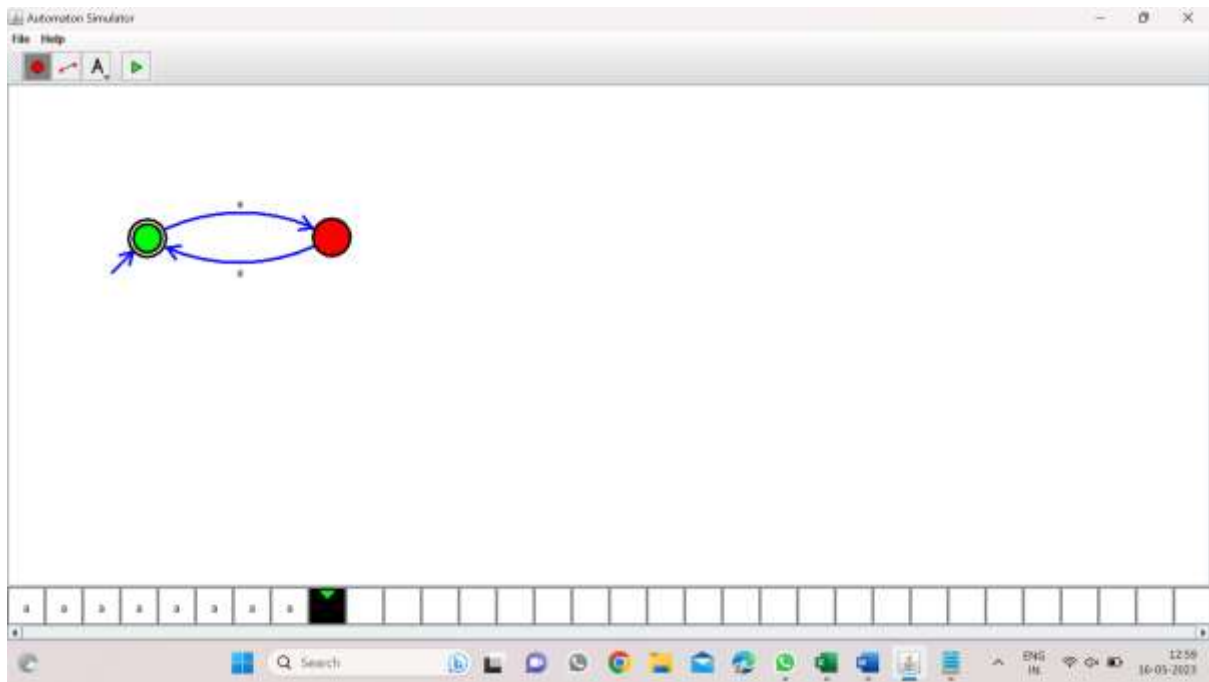 Automaton Simulator
File Help
A
a
a
a a a a a a a a
Search
ENG
IN
12:59
16-05-2023